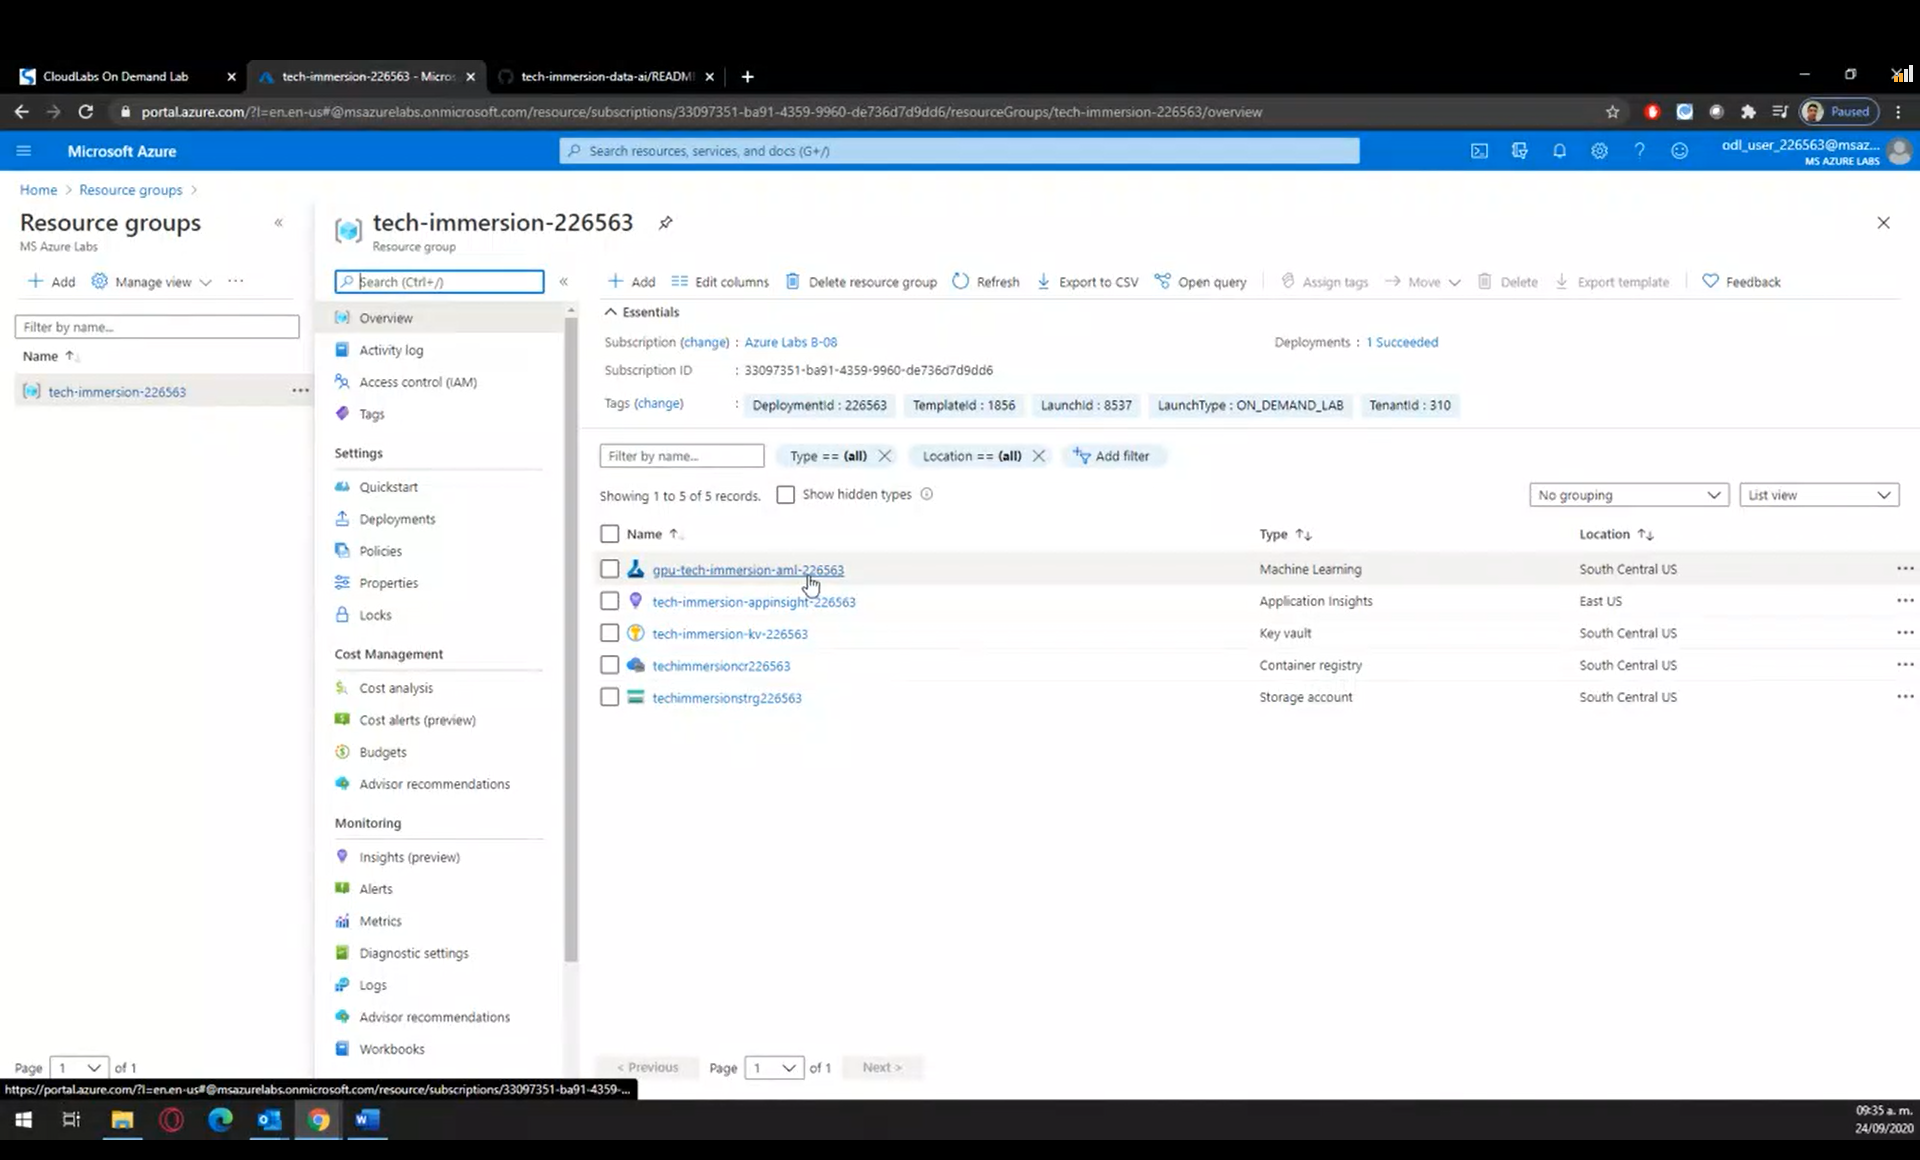 CloudLabs On Demand Lab
tech-immersion-226563 - Micros
tech-immersion-data-ai/READM
portal.azure.com/?l=en.en-us#@msazurelabs.onmicrosoft.com/resource/subscriptions/33097351-ba91-4359-9960-de736d7d9dd6/resourceGroups/tech-immersion-226563/overview
Paused
Microsoft Azure
Search resources, services, and docs (G+/)
odl_user_226563@msaz...
MS AZURE LABS
Home > Resource groups >
Resource groups
MS Azure Labs
+ Add
Manage view
...
Filter by name...
Name ↑
tech-immersion-226563
...
Page 1 of 1
tech-immersion-226563
Resource group
Search (Ctrl+/)
«
Overview
Activity log
Access control (IAM)
Tags
Settings
Quickstart
Deployments
Policies
Properties
Locks
Cost Management
Cost analysis
Cost alerts (preview)
Budgets
Advisor recommendations
Monitoring
Insights (preview)
Alerts
Metrics
Diagnostic settings
Logs
Advisor recommendations
Workbooks
+ Add Edit columns Delete resource group Refresh Export to CSV Open query Assign tags Move Delete Export template Feedback
Essentials
Subscription (change) : Azure Labs B-08
Deployments : 1 Succeeded
Subscription ID : 33097351-ba91-4359-9960-de736d7d9dd6
Tags (change) : DeploymentId : 226563 TemplateId : 1856 LaunchId : 8537 LaunchType : ON_DEMAND_LAB TenantId : 310
Filter by name... Type == (all) Location == (all) Add filter
Showing 1 to 5 of 5 records. Show hidden types
No grouping List view
Name ↑ Type ↑↓ Location ↑↓
gpu-tech-immersion-aml-226563 Machine Learning South Central US ...
tech-immersion-appinsight-226563 Application Insights East US ...
tech-immersion-kv-226563 Key vault South Central US ...
techimmersioncr226563 Container registry South Central US ...
techimmersionstrg226563 Storage account South Central US ...
< Previous Page 1 of 1 Next >
https://portal.azure.com/?l=en.en-us#@msazurelabs.onmicrosoft.com/resource/subscriptions/33097351-ba91-4359-...
09:35 a. m.
24/09/2020